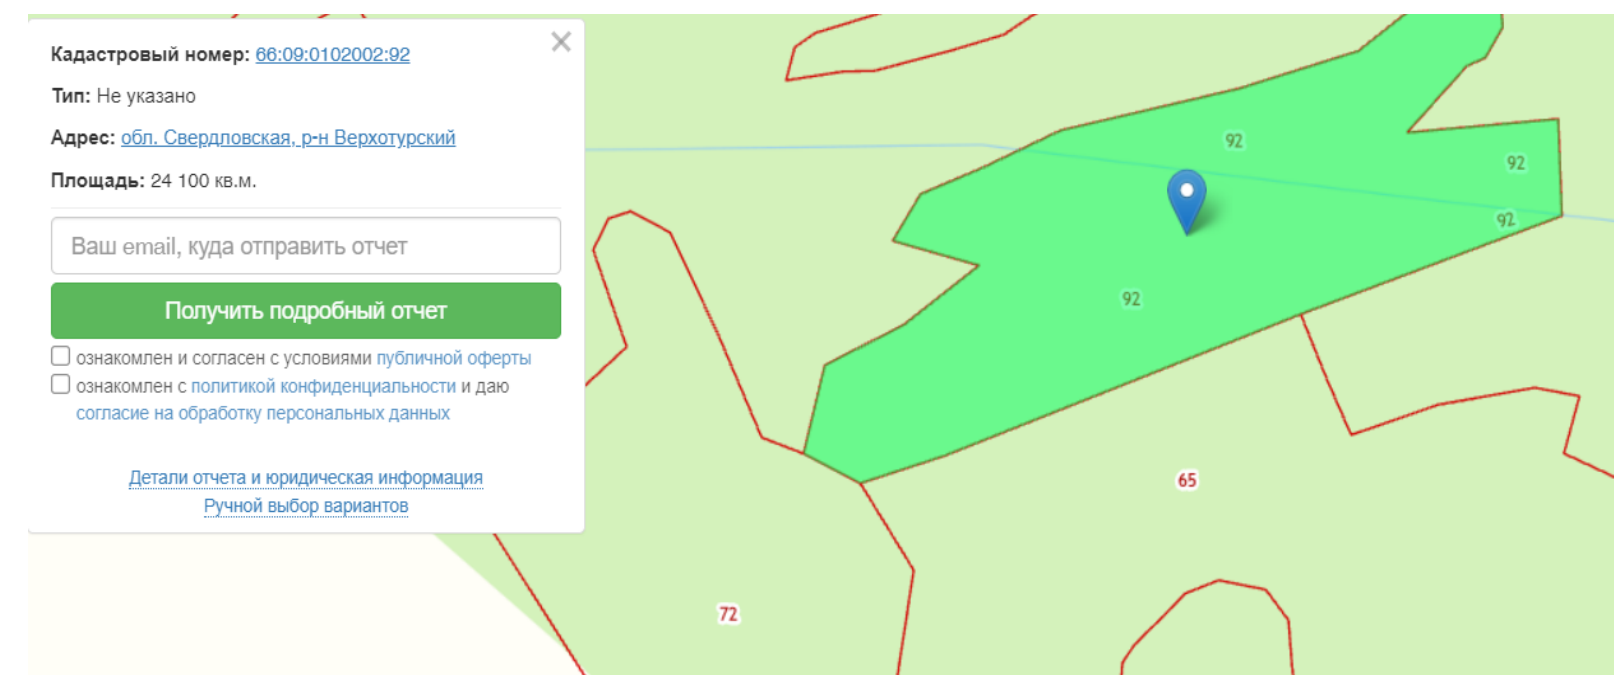 Кадастровый номер: 66:09:0102002:92
Тип: Не указано
Адрес: обл. Свердловская, р-н Верхотурский
Площадь: 24 100 кв.м.
Ваш email, куда отправить отчет
Получить подробный отчет
ознакомлен и согласен с условиями публичной оферты
ознакомлен с политикой конфиденциальности и даю
согласие на обработку персональных данных
Детали отчета и юридическая информация
Ручной выбор вариантов
92
92
92
92
65
72